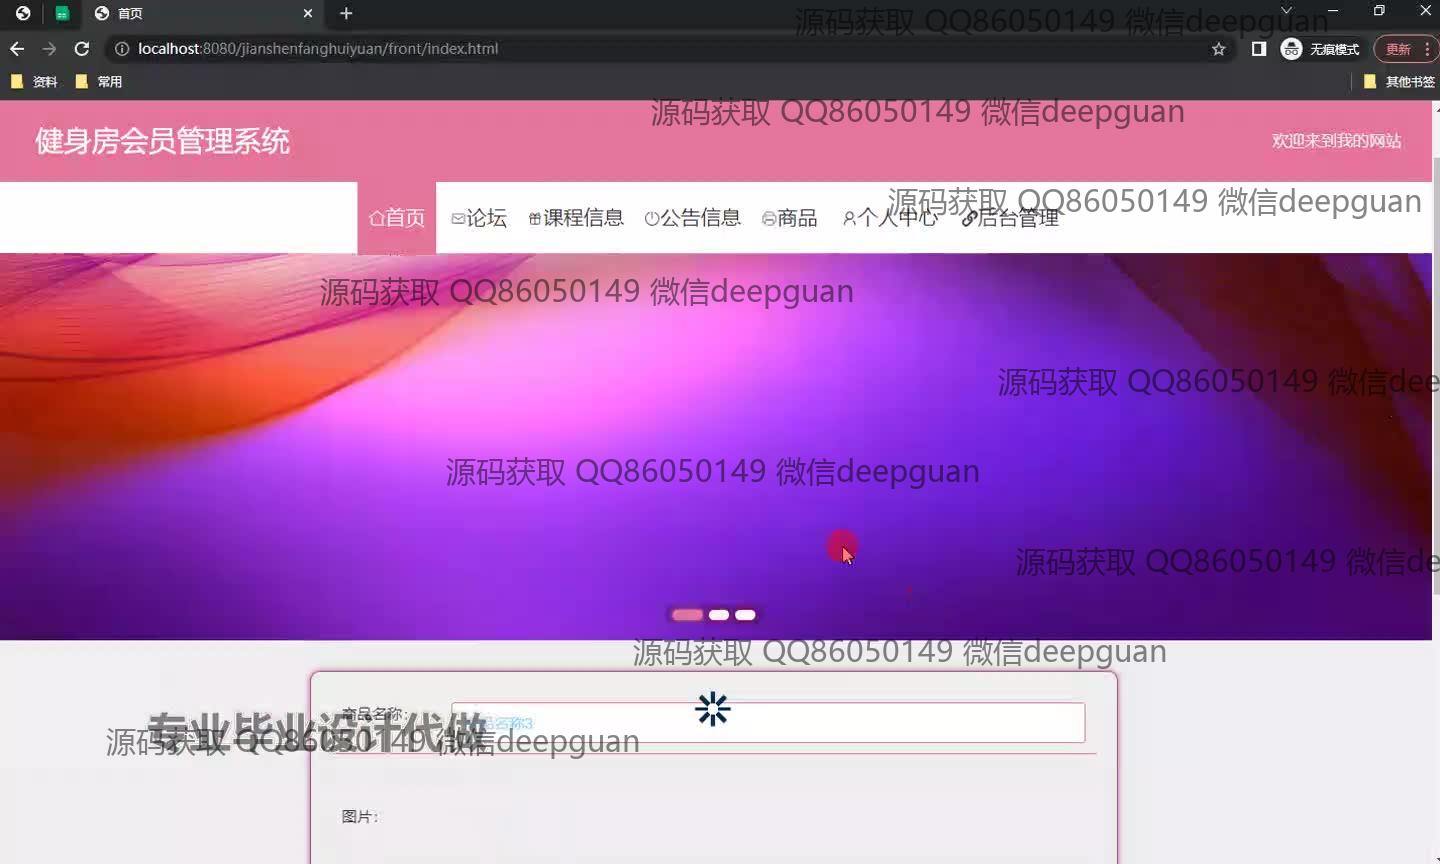 首页
源码获取 QQ86050149 微信deepguan
localhost:8080/jianshenfanghuiyuan/front/index.html
无痕模式
更新
资料
常用
其他书签
源码获取 QQ86050149 微信deepguan
健身房会员管理系统
欢迎来到我的网站
源码获取 QQ86050149 微信deepguan
首页
论坛
课程信息
公告信息
商品
个人中心
后台管理
源码获取 QQ86050149 微信deepguan
源码获取 QQ86050149 微信dee
源码获取 QQ86050149 微信deepguan
源码获取 QQ86050149 微信de
源码获取 QQ86050149 微信deepguan
商品名称:
品名称3
专业毕业设计代做
源码获取 QQ86050149 微信deepguan
图片: